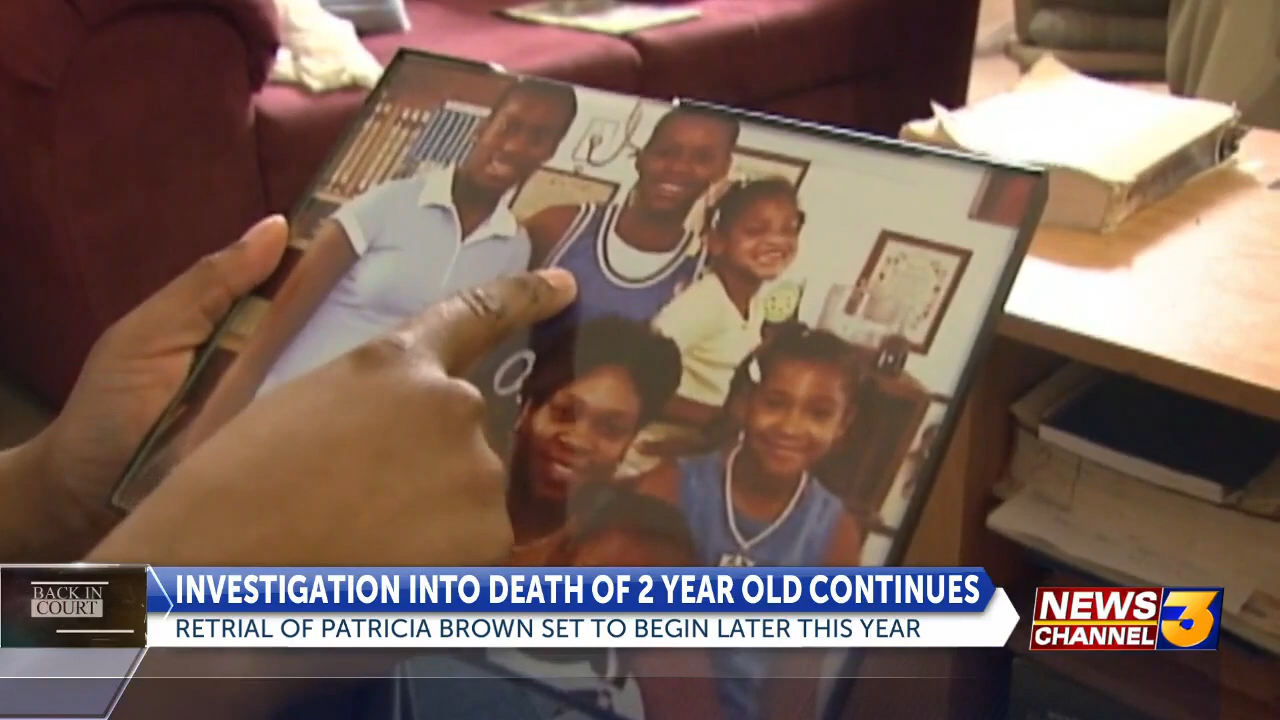 BACK IN
COURT
INVESTIGATION INTO DEATH OF 2 YEAR OLD CONTINUES
RETRIAL OF PATRICIA BROWN SET TO BEGIN LATER THIS YEAR
NEWS
CHANNEL 3